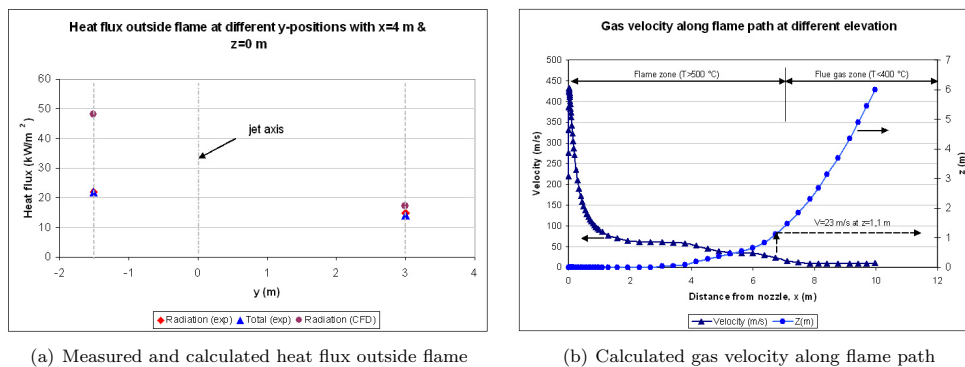 Heat flux outside flame at different y-positions with x=4 m &
z=0 m
60
50
40
30
20
10
0
Heat flux (kW/m²)
jet axis
-2
-1
0
1
2
3
4
y (m)
Radiation (exp)
Total (exp)
Radiation (CFD)
(a) Measured and calculated heat flux outside flame
Gas velocity along flame path at different elevation
500
450
400
350
300
250
200
150
100
50
0
Velocity (m/s)
Flame zone (T>500 °C)
Flue gas zone (T<400°C)
7
6
5
4
3
2
1
0
z (m)
V=23 m/s at z=1,1 m
0
2
4
6
8
10
12
Distance from nozzle, x (m)
Velocity (m/s)
Z(m)
(b) Calculated gas velocity along flame path